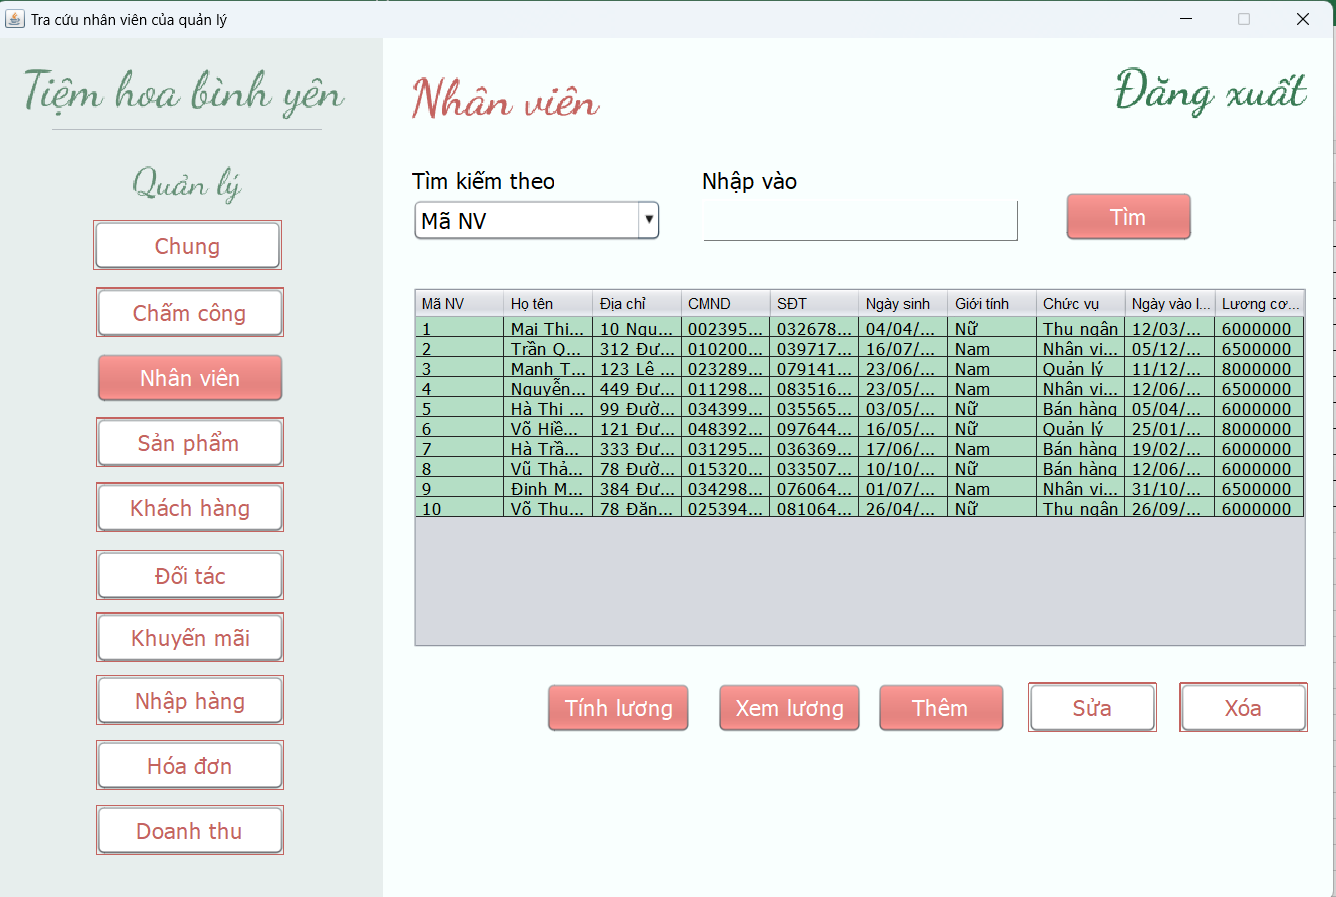 Tra cứu nhân viên của quản lý
Tiệm hoa bình yên
Quản lý
Chung
Chấm công
Nhân viên
Sản phẩm
Khách hàng
Đối tác
Khuyến mãi
Nhập hàng
Hóa đơn
Doanh thu
Nhân viên
Đăng xuất
Tìm kiếm theo
Nhập vào
Mã NV
Tìm
Mã NV Họ tên Địa chỉ CMND SĐT Ngày sinh Giới tính Chức vụ Ngày vào l... Lương cơ...
1 Mai Thi... 10 Ngu... 002395... 032678... 04/04/... Nữ Thu ngân 12/03/... 6000000
2 Trần Q... 312 Đư... 010200... 039717... 16/07/... Nam Nhân vi... 05/12/... 6500000
3 Manh T... 123 Lê ... 023289... 079141... 23/06/... Nam Quản lý 11/12/... 8000000
4 Nguyễn... 449 Đư... 011298... 083516... 23/05/... Nam Nhân vi... 12/06/... 6500000
5 Hà Thi ... 99 Đườ... 034399... 035565... 03/05/... Nữ Bán hàng 05/04/... 6000000
6 Võ Hiề... 121 Đư... 048392... 097644... 16/05/... Nữ Quản lý 25/01/... 8000000
7 Hà Trầ... 333 Đư... 031295... 036369... 17/06/... Nam Bán hàng 19/02/... 6000000
8 Vũ Thả... 78 Đườ... 015320... 033507... 10/10/... Nữ Bán hàng 12/06/... 6000000
9 Đinh M... 384 Đư... 034298... 076064... 01/07/... Nam Nhân vi... 31/10/... 6500000
10 Võ Thu... 78 Đăn... 025394... 081064... 26/04/... Nữ Thu ngân 26/09/... 6000000
Tính lương
Xem lương
Thêm
Sửa
Xóa